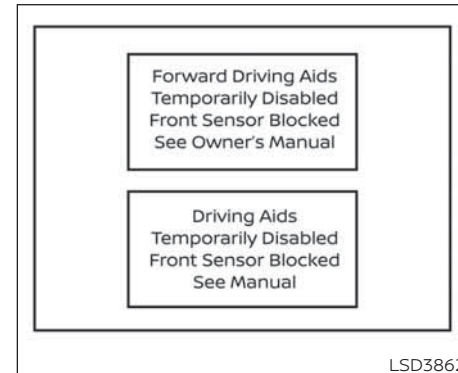 Forward Driving Aids
Temporarily Disabled
Front Sensor Blocked
See Owner's Manual
Driving Aids
Temporarily Disabled
Front Sensor Blocked
See Manual
LSD3862